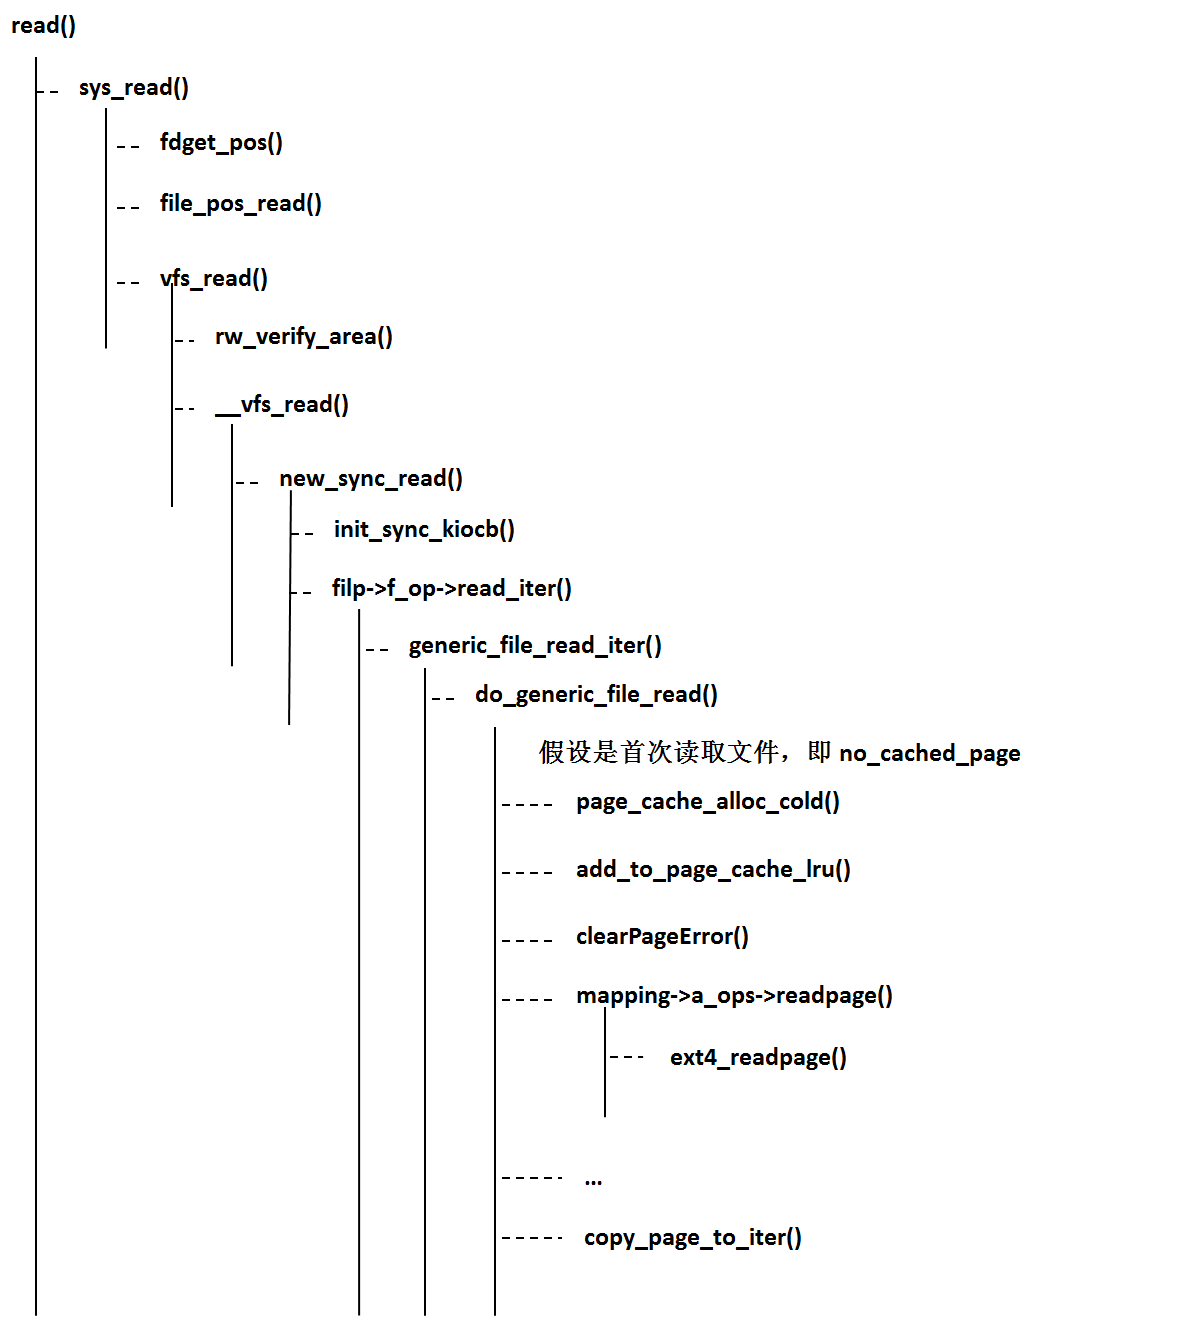 read()
sys_read()
fdget_pos()
file_pos_read()
vfs_read()
rw_verify_area()
__vfs_read()
new_sync_read()
init_sync_kiocb()
filp->f_op->read_iter()
generic_file_read_iter()
do_generic_file_read()
假设是首次读取文件，即 no_cached_page
page_cache_alloc_cold()
add_to_page_cache_lru()
clearPageError()
mapping->a_ops->readpage()
ext4_readpage()
...
copy_page_to_iter()